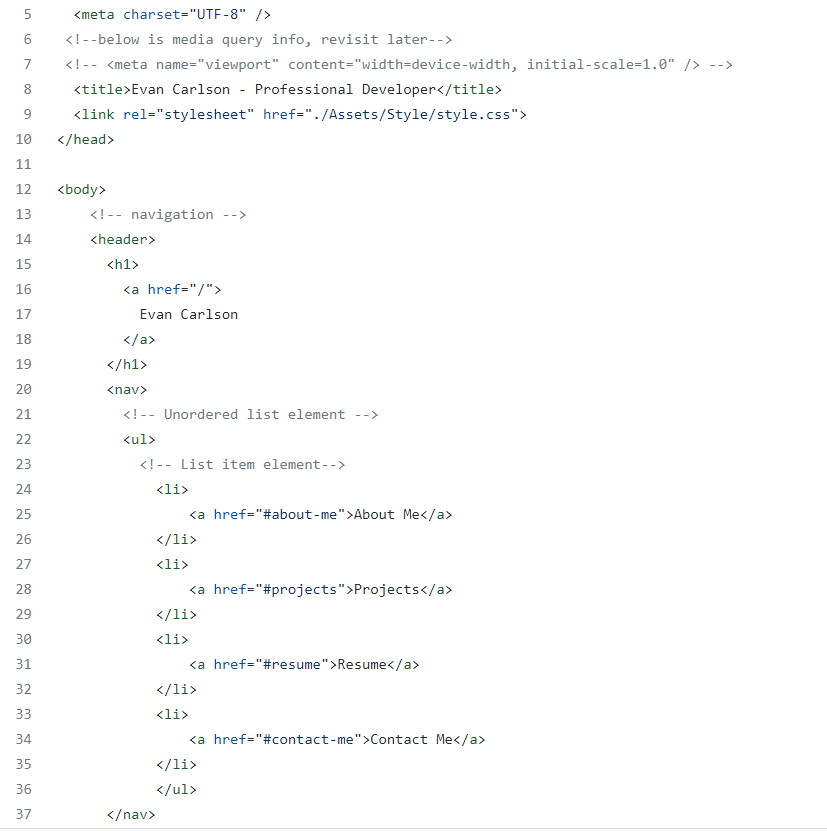 5 <meta charset="UTF-8" />
6 <!--below is media query info, revisit later-->
7 <!-- <meta name="viewport" content="width=device-width, initial-scale=1.0" /> -->
8 <title>Evan Carlson - Professional Developer</title>
9 <link rel="stylesheet" href="./Assets/Style/style.css">
10 </head>
11
12 <body>
13 <!-- navigation -->
14 <header>
15 <h1>
16 <a href="/">
17 Evan Carlson
18 </a>
19 </h1>
20 <nav>
21 <!-- Unordered list element -->
22 <ul>
23 <!-- List item element-->
24 <li>
25 <a href="#about-me">About Me</a>
26 </li>
27 <li>
28 <a href="#projects">Projects</a>
29 </li>
30 <li>
31 <a href="#resume">Resume</a>
32 </li>
33 <li>
34 <a href="#contact-me">Contact Me</a>
35 </li>
36 </ul>
37 </nav>